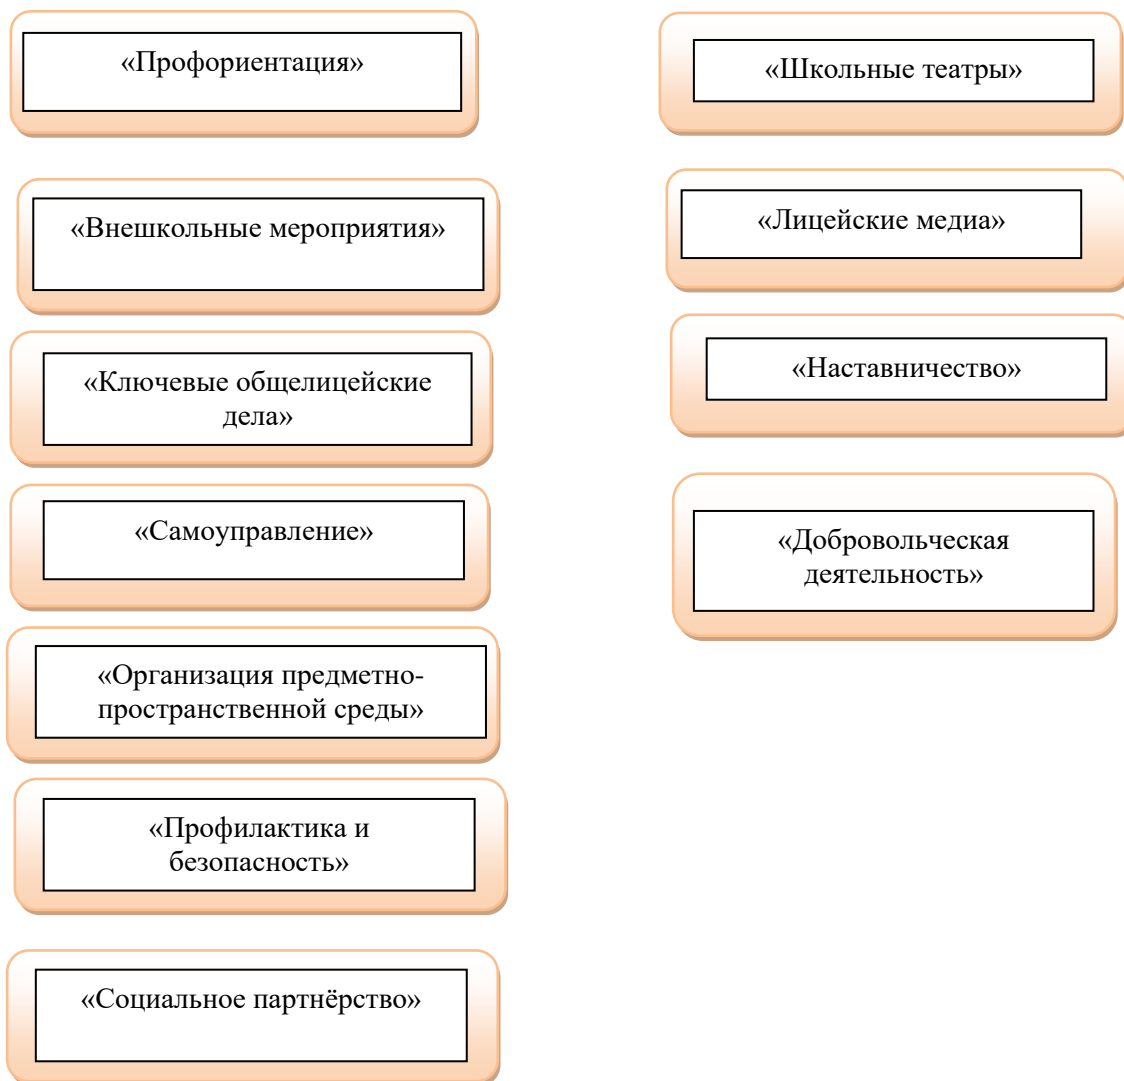 «Профориентация»
«Внешкольные мероприятия»
«Ключевые общелицейские
дела»
«Самоуправление»
«Организация предметно-
пространственной среды»
«Профилактика и
безопасность»
«Социальное партнёрство»
«Школьные театры»
«Лицейские медиа»
«Наставничество»
«Добровольческая
деятельность»